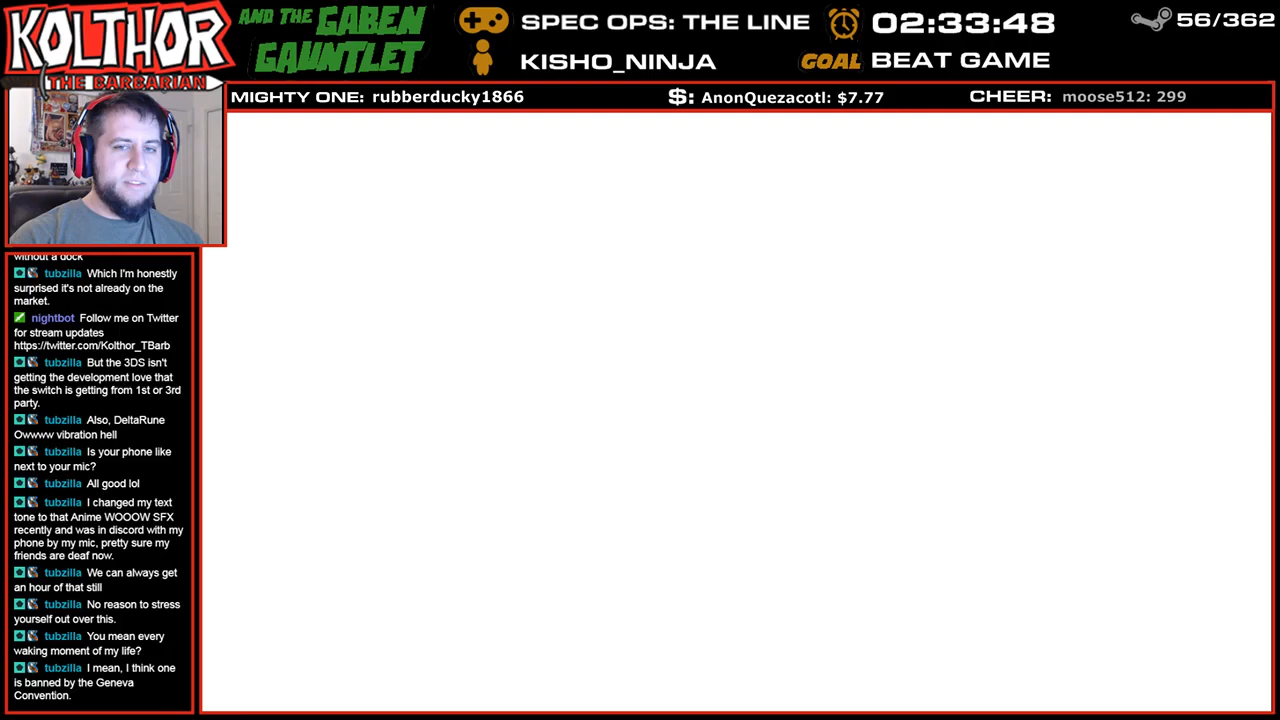 KOLTHOR
THE BARBARIAN
AND THE GABEN
GAUNTLET
SPEC OPS: THE LINE
KISHO_NINJA
02:33:48
GOAL BEAT GAME
56/362
MIGHTY ONE: rubberducky1866
$: AnonQuezacotl: $7.77
CHEER: moose512: 299
without a dock
tubzilla Which I'm honestly
surprised it's not already on the
market.
nightbot Follow me on Twitter
for stream updates
https://twitter.com/Kolthor_TBarb
tubzilla But the 3DS isn't
getting the development love that
the switch is getting from 1st or 3rd
party.
tubzilla Also, DeltaRune
Owwww vibration hell
tubzilla Is your phone like
next to your mic?
tubzilla All good lol
tubzilla I changed my text
tone to that Anime WOOOW SFX
recently and was in discord with my
phone by my mic, pretty sure my
friends are deaf now.
tubzilla We can always get
an hour of that still
tubzilla No reason to stress
yourself out over this.
tubzilla You mean every
waking moment of my life?
tubzilla I mean, I think one
is banned by the Geneva
Convention.